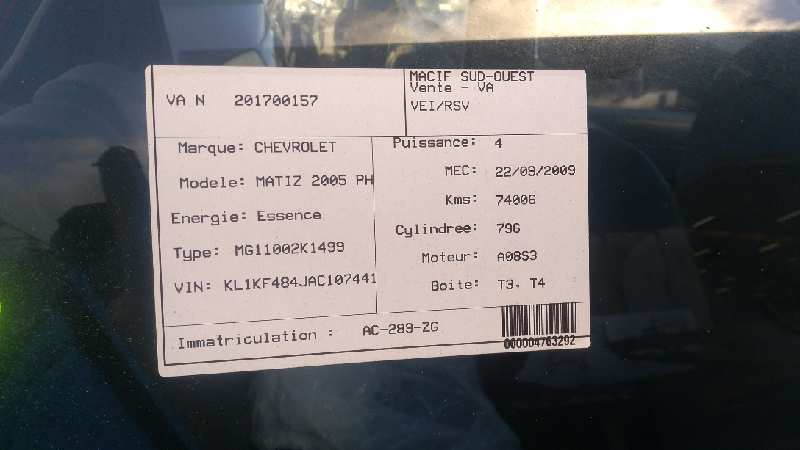 VA N 201700157
MACIF SUD-OUEST
Vente - VA
VEI/RSV
Marque: CHEVROLET
Modele: MATIZ 2005 PH
Energie: Essence
Type: MG11002K1499
VIN: KL1KF484JAC107441
Puissance: 4
MEC: 22/09/2009
Kms: 74006
Cylindree: 796
Moteur: A08S3
Boite: T3, T4
Immatriculation : AC-289-ZG
000004763292